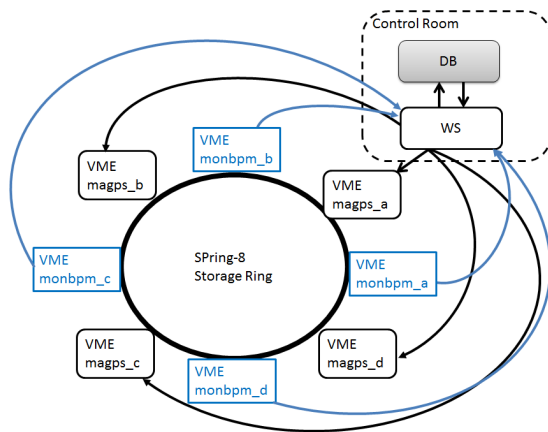 Control Room
DB
WS
VME
monbpm_b
VME
magps_b
VME
magps_a
SPring-8
Storage Ring
VME
monbpm_c
VME
monbpm_a
VME
magps_c
VME
magps_d
VME
monbpm_d